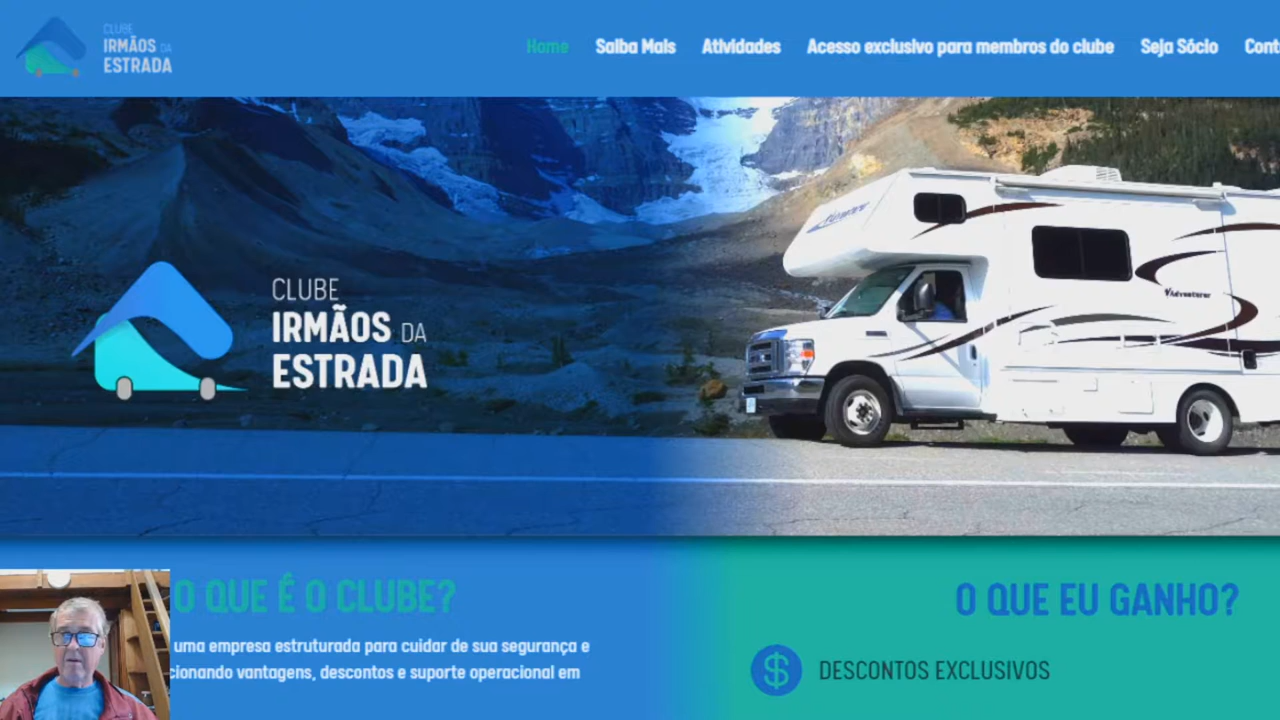 CLUBE
IRMÃOS DA
ESTRADA
Home
Saiba Mais
Atividades
Acesso exclusivo para membros do clube
Seja Sócio
Cont
Adventurer
CLUBE
IRMÃOS DA
ESTRADA
O QUE É O CLUBE?
uma empresa estruturada para cuidar de sua segurança e
cionando vantagens, descontos e suporte operacional em
O QUE EU GANHO?
$
DESCONTOS EXCLUSIVOS